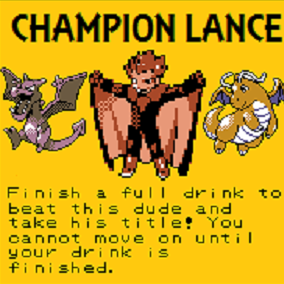 CHAMPION LANCE
Finish a full drink to
beat this dude and
take his title! You
cannot move on until
your drink is
finished.